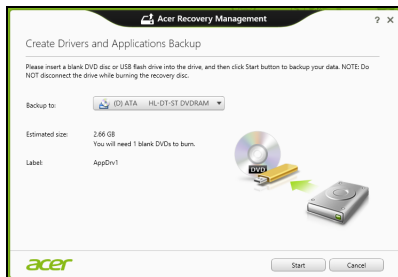 Acer Recovery Management
? ×
Create Drivers and Applications Backup
Please insert a blank DVD disc or USB flash drive into the drive, and then click Start button to backup your data. NOTE: Do
NOT disconnect the drive while burning the recovery disc.
Backup to: (D) ATA HL-DT-ST DVDRAM
Estimated size: 2.66 GB
You will need 1 blank DVDs to burn.
Label: AppDrv1
DVD
acer
Start Cancel